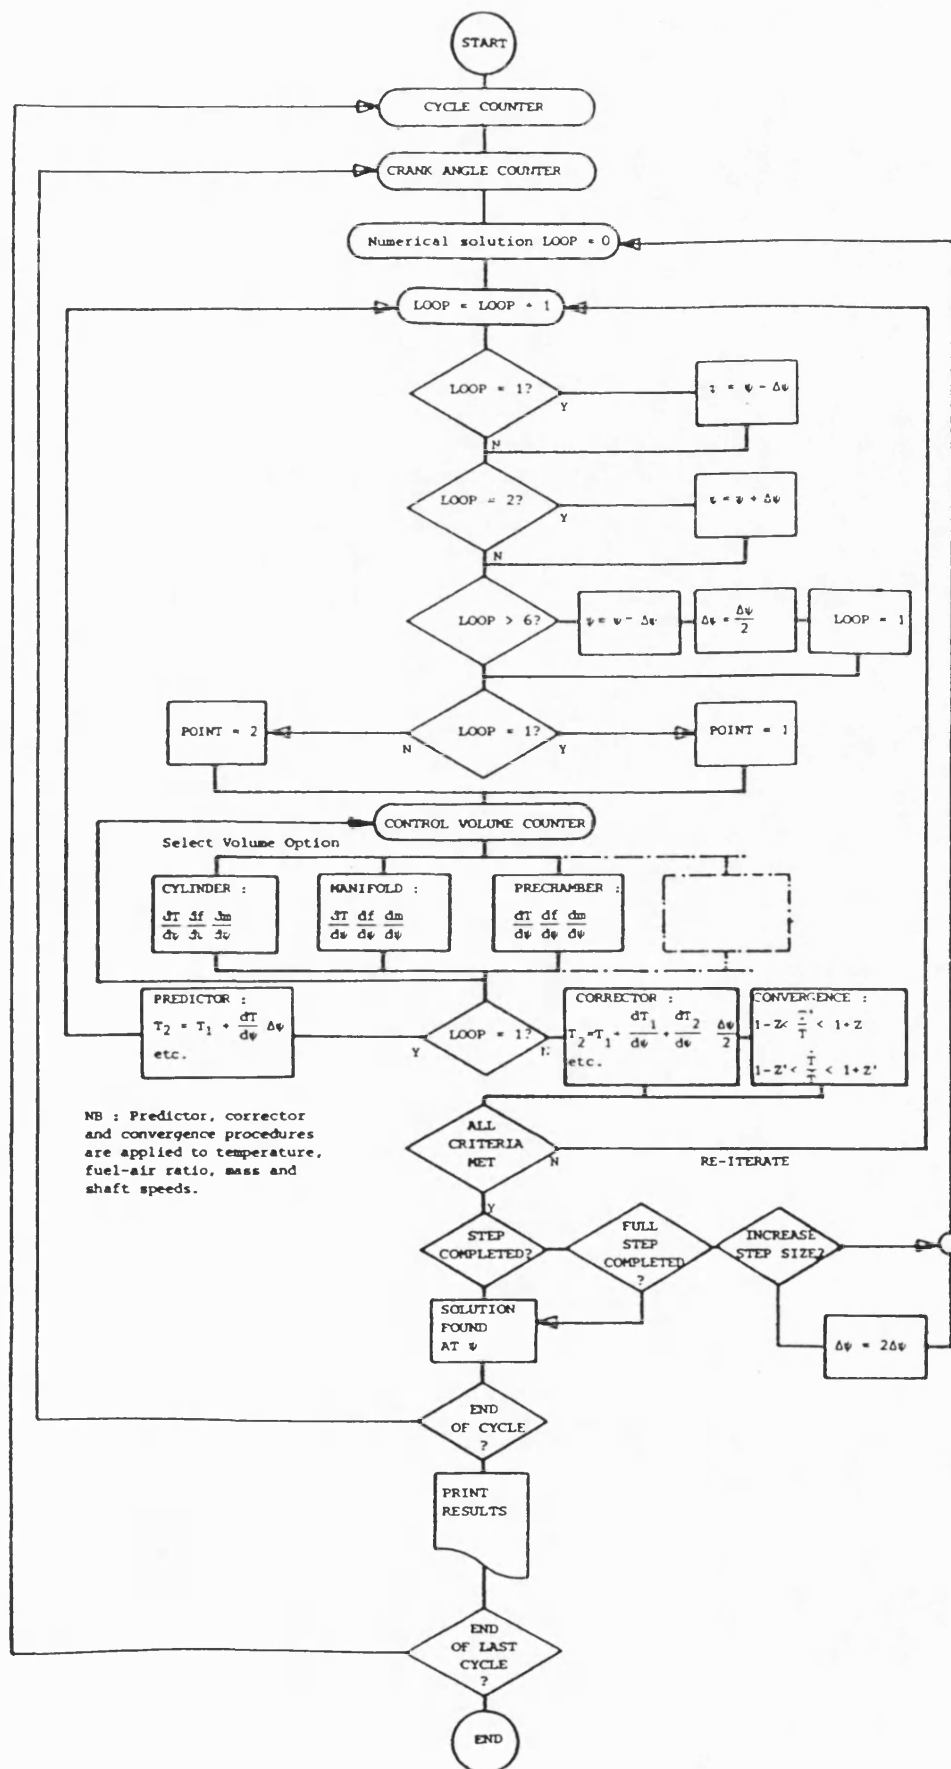 START
CYCLE COUNTER
CRANK ANGLE COUNTER
Numerical solution LOOP = 0
LOOP = LOOP + 1
LOOP = 1?
Y
N
= ψ - Δψ
LOOP = 2?
Y
N
ψ = ψ + Δψ
LOOP > 6?
ψ = ψ - Δψ
Δψ = Δψ/2
LOOP = 1
POINT = 2
N
LOOP = 1?
Y
POINT = 1
CONTROL VOLUME COUNTER
Select Volume Option
CYLINDER :
dT/dψ df/dψ dm/dψ
MANIFOLD :
dT/dψ df/dψ dm/dψ
PRECHAMBER :
dT/dψ df/dψ dm/dψ
PREDICTOR :
T₂ = T₁ + dT/dψ Δψ
etc.
LOOP = 1?
Y
N
CORRECTOR :
T₂=T₁+ dT₁/dψ + dT₂/dψ Δψ/2
etc.
CONVERGENCE :
1-Z< T"/T < 1+Z
1-Z'< Ṫ/T < 1+Z'
NB : Predictor, corrector
and convergence procedures
are applied to temperature,
fuel-air ratio, mass and
shaft speeds.
ALL
CRITERIA
MET
N
RE-ITERATE
Y
STEP
COMPLETED?
FULL
STEP
COMPLETED
?
INCREASE
STEP SIZE?
SOLUTION
FOUND
AT ψ
Δψ = 2Δψ
END
OF CYCLE
?
PRINT
RESULTS
END
OF LAST
CYCLE
?
END